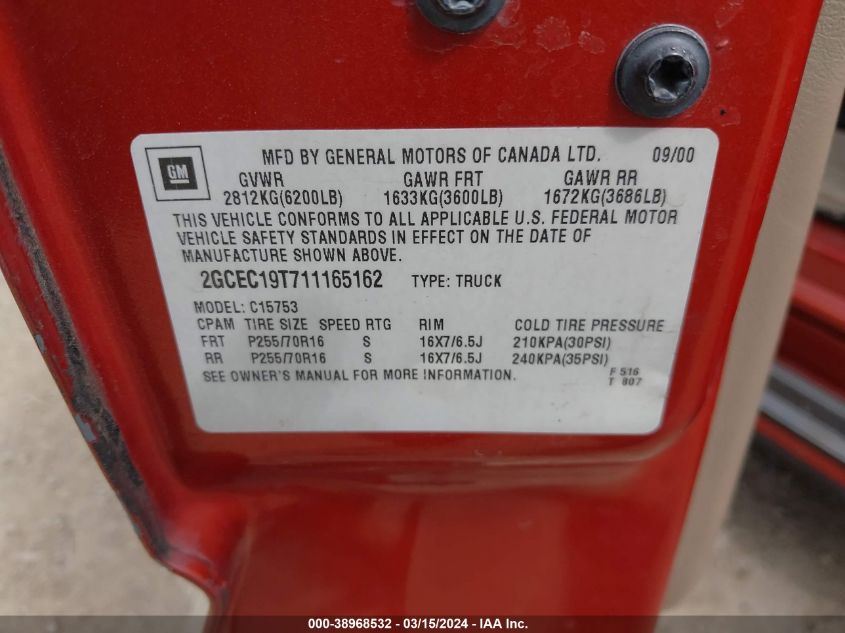 GM
MFD BY GENERAL MOTORS OF CANADA LTD. 09/00
GVWR GAWR FRT GAWR RR
2812KG(6200LB) 1633KG(3600LB) 1672KG(3686LB)
THIS VEHICLE CONFORMS TO ALL APPLICABLE U.S. FEDERAL MOTOR
VEHICLE SAFETY STANDARDS IN EFFECT ON THE DATE OF
MANUFACTURE SHOWN ABOVE.
2GCEC19T711165162 TYPE: TRUCK
MODEL: C15753
CPAM TIRE SIZE SPEED RTG RIM COLD TIRE PRESSURE
FRT P255/70R16 S 16X7/6.5J 210KPA(30PSI)
RR P255/70R16 S 16X7/6.5J 240KPA(35PSI)
SEE OWNER'S MANUAL FOR MORE INFORMATION.
F 516
T 807
000-38968532 - 03/15/2024 - IAA Inc.